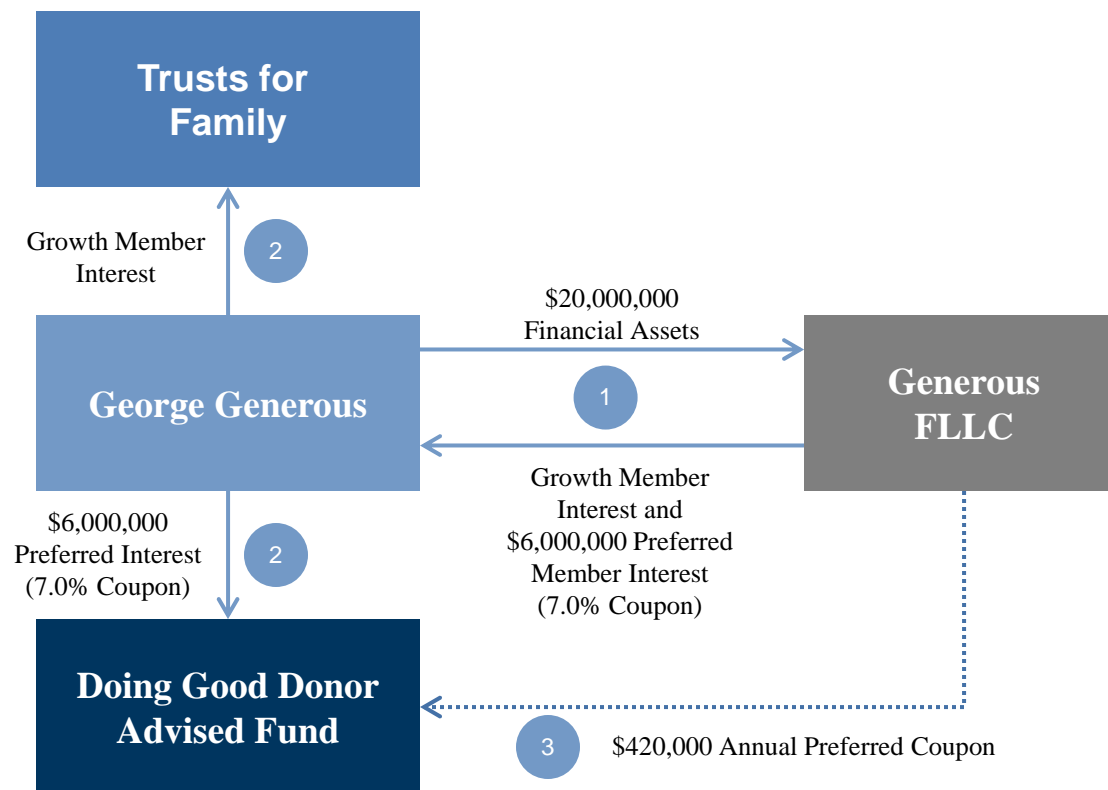 Trusts for
Family
Growth Member
Interest
2
$20,000,000
Financial Assets
George Generous
1
Generous
FLLC
Growth Member
Interest and
$6,000,000 Preferred
Member Interest
(7.0% Coupon)
$6,000,000
Preferred Interest
(7.0% Coupon)
2
Doing Good Donor
Advised Fund
3
$420,000 Annual Preferred Coupon